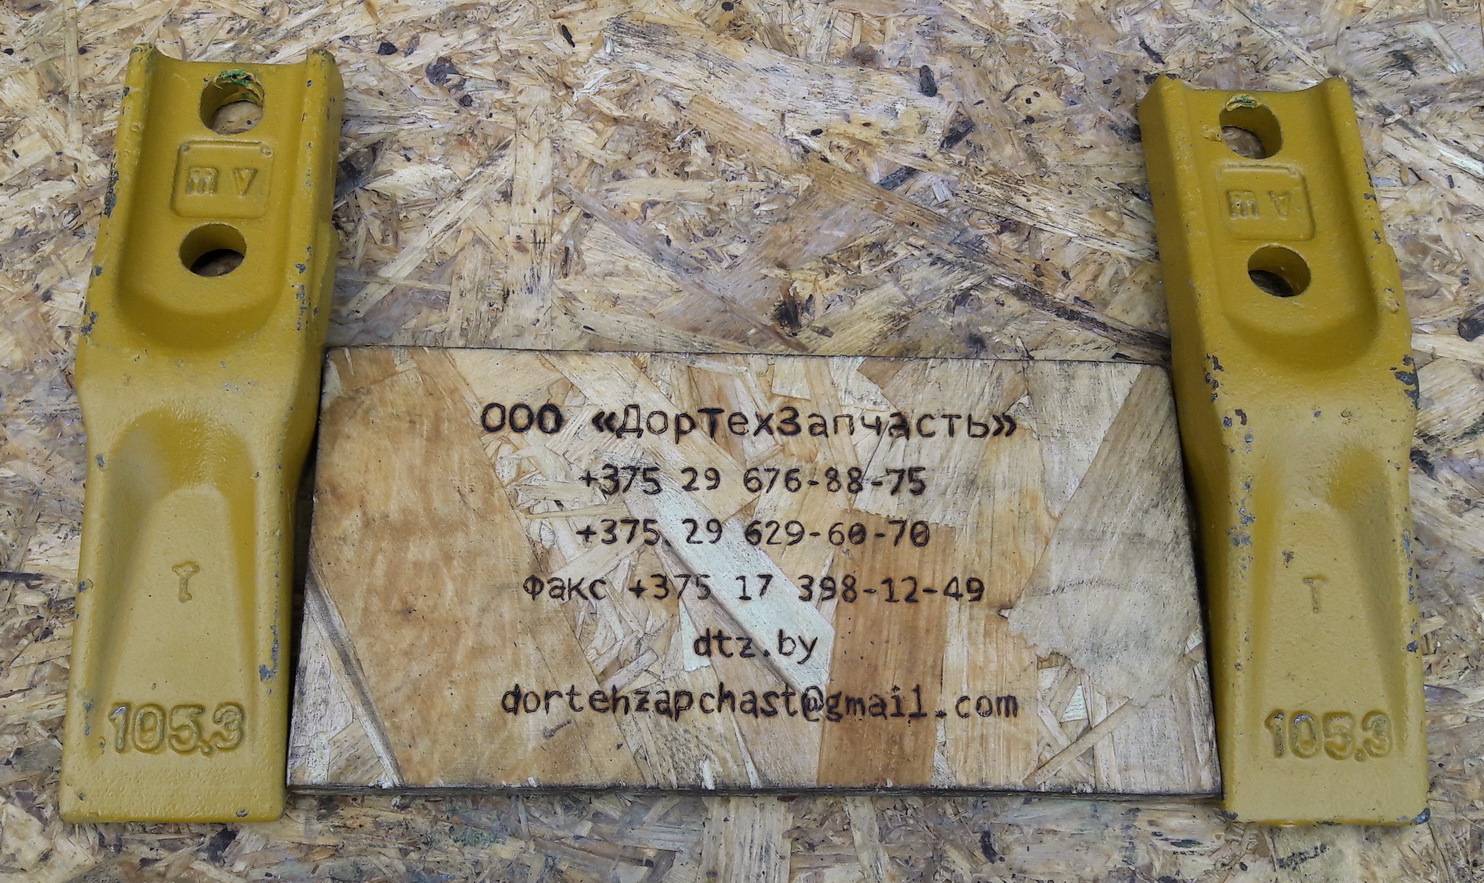 ООО «ДорТехЗапчасть»
+375 29 676-88-75
+375 29 629-60-70
Факс +375 17 398-12-49
dtz.by
dortehzapchast@gmail.com
105.3
105.3